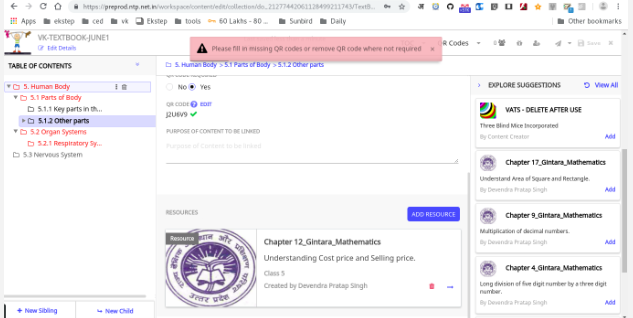 https://preprod.ntp.net.in/workspace/content/edit/collection/do_2127744206112849921174​3/TextB...
Apps ekstep ced vk Ekstep tools 60 Lakhs - 80 ... Sunbrd Daily Other bookmarks
VK-TEXTBOOK-JUNE1
Edit Details
Please fill in missing QR codes or remove QR code where not required ×
Codes
Save
TABLE OF CONTENTS
5. Human Body
5.1 Parts of Body
5.1.1 Key parts in th...
5.1.2 Other parts
5.2 Organ Systems
5.2.1 Respiratory Sy...
5.3 Nervous System
+ New Sibling
New Child
5. Human Body > 5.1 Parts of Body > 5.1.2 Other parts
QR CODE REQUIRED
No Yes
QR CODE ? EDIT
J2U6V9
PURPOSE OF CONTENT TO BE LINKED
Purpose of Content to be linked
RESOURCES
ADD RESOURCE
Resource
उत्तर प्रदेश
Chapter 12_Gintara_Mathematics
Understanding Cost price and Selling price.
Class 5
Created by Devendra Pratap Singh
EXPLORE SUGGESTIONS
View All
VATS - DELETE AFTER USE
Three Blind Mice Incorporated
By Content Creator Add
Chapter 17_Gintara_Mathematics
Understand Area of Square and Rectangle.
By Devendra Pratap Singh Add
Chapter 9_Gintara_Mathematics
Multiplication of decimal numbers.
By Devendra Pratap Singh Add
Chapter 4_Gintara_Mathematics
Long division of five digit number by a three digit
number.
By Devendra Pratap Singh Add